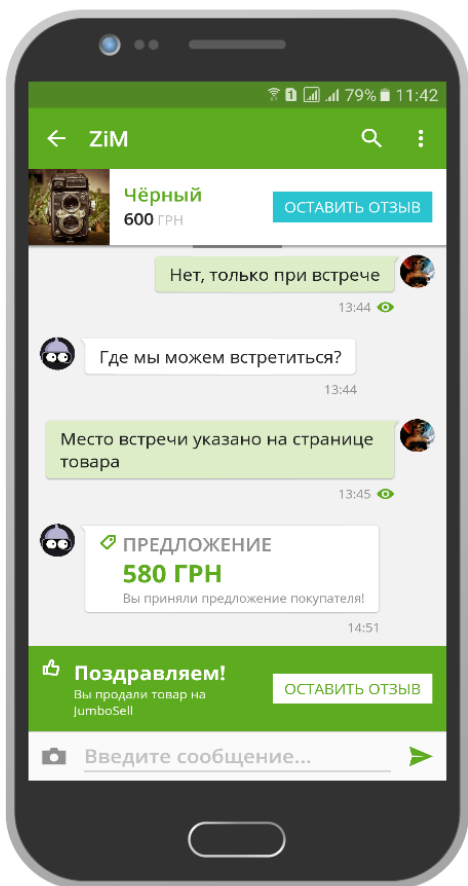 79% 11:42
ZiM
Чёрный
600 ГРН
ОСТАВИТЬ ОТЗЫВ
Нет, только при встрече
13:44
Где мы можем встретиться?
13:44
Место встречи указано на странице
товара
13:45
ПРЕДЛОЖЕНИЕ
580 ГРН
Вы приняли предложение покупателя!
14:51
Поздравляем!
Вы продали товар на
JumboSell
ОСТАВИТЬ ОТЗЫВ
Введите сообщение...